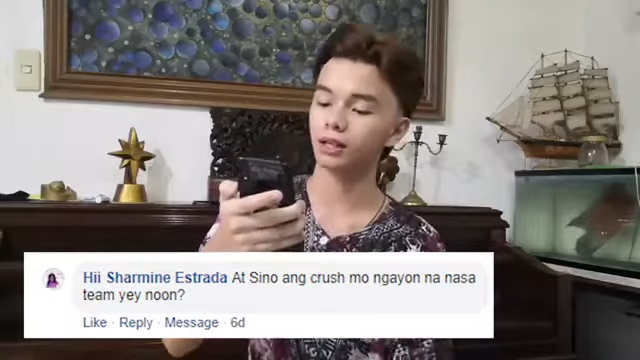 Hii Sharmine Estrada At Sino ang crush mo ngayon na nasa
team yey noon?
Like · Reply · Message · 6d